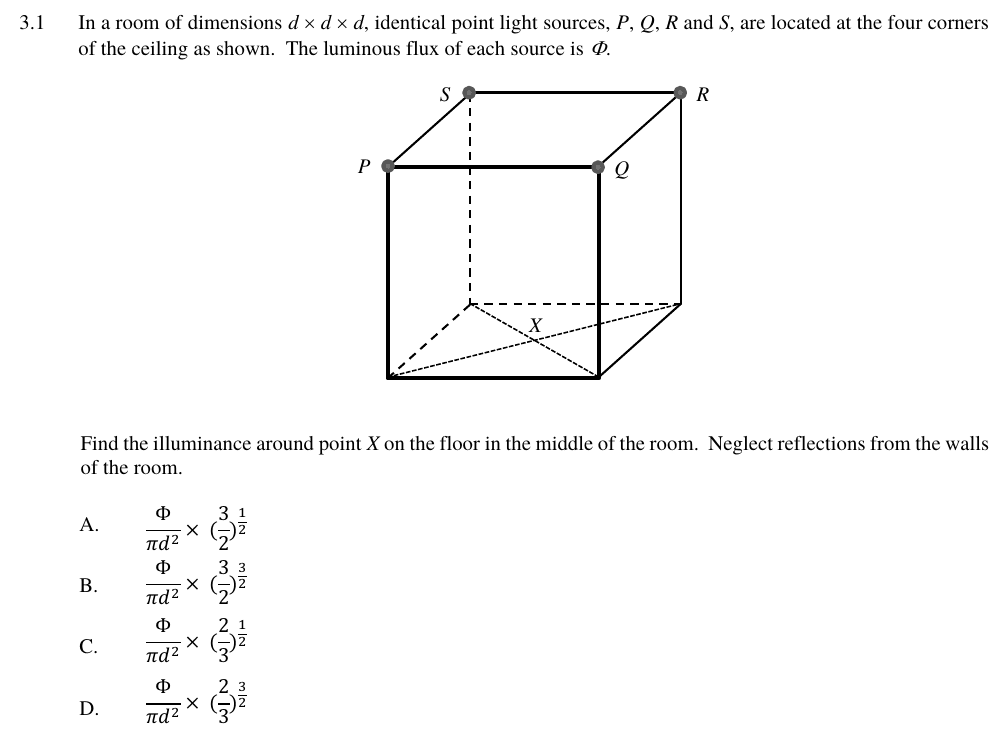 3.1 In a room of dimensions d × d × d, identical point light sources, P, Q, R and S, are located at the four corners
of the ceiling as shown. The luminous flux of each source is Φ.
S
R
P
Q
X
Find the illuminance around point X on the floor in the middle of the room. Neglect reflections from the walls
of the room.
A. Φ/πd² × (3/2)^1/2
B. Φ/πd² × (3/2)^3/2
C. Φ/πd² × (2/3)^1/2
D. Φ/πd² × (2/3)^3/2